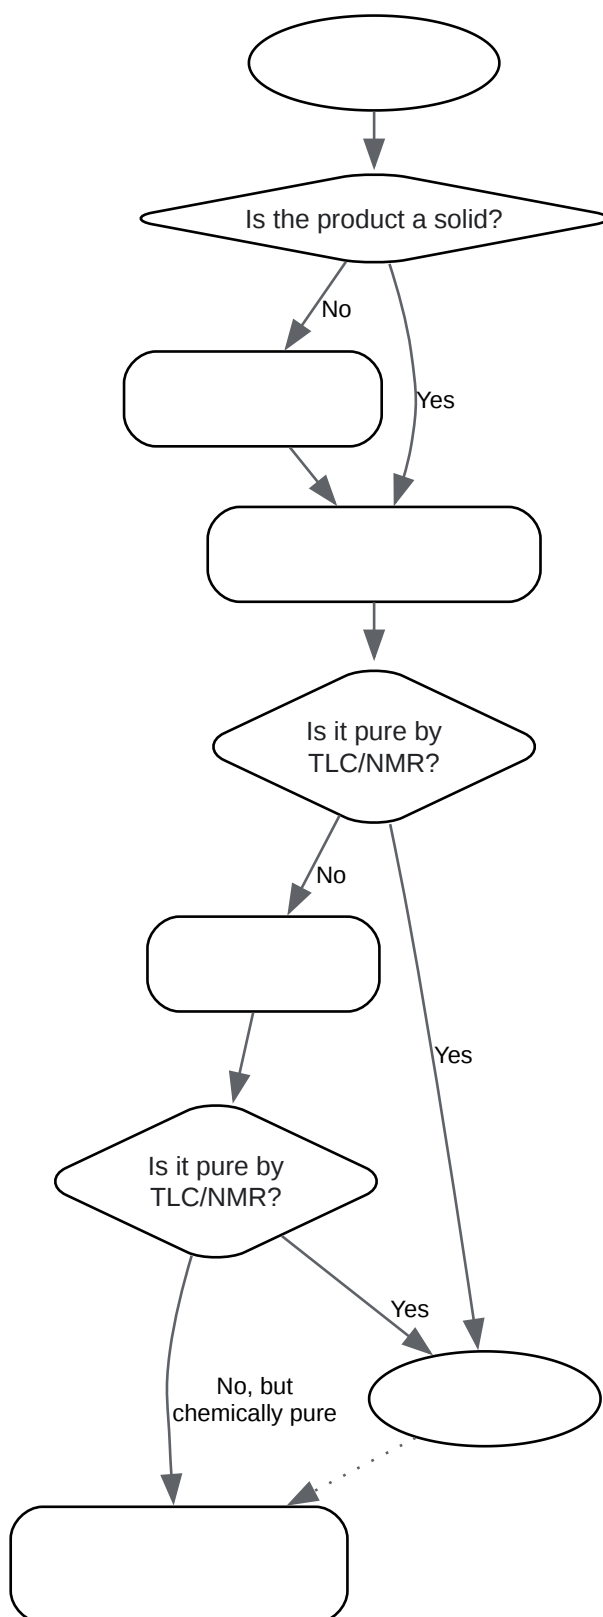 Is the product a solid?
No
Yes
Is it pure by
TLC/NMR?
No
Yes
Is it pure by
TLC/NMR?
Yes
No, but
chemically pure